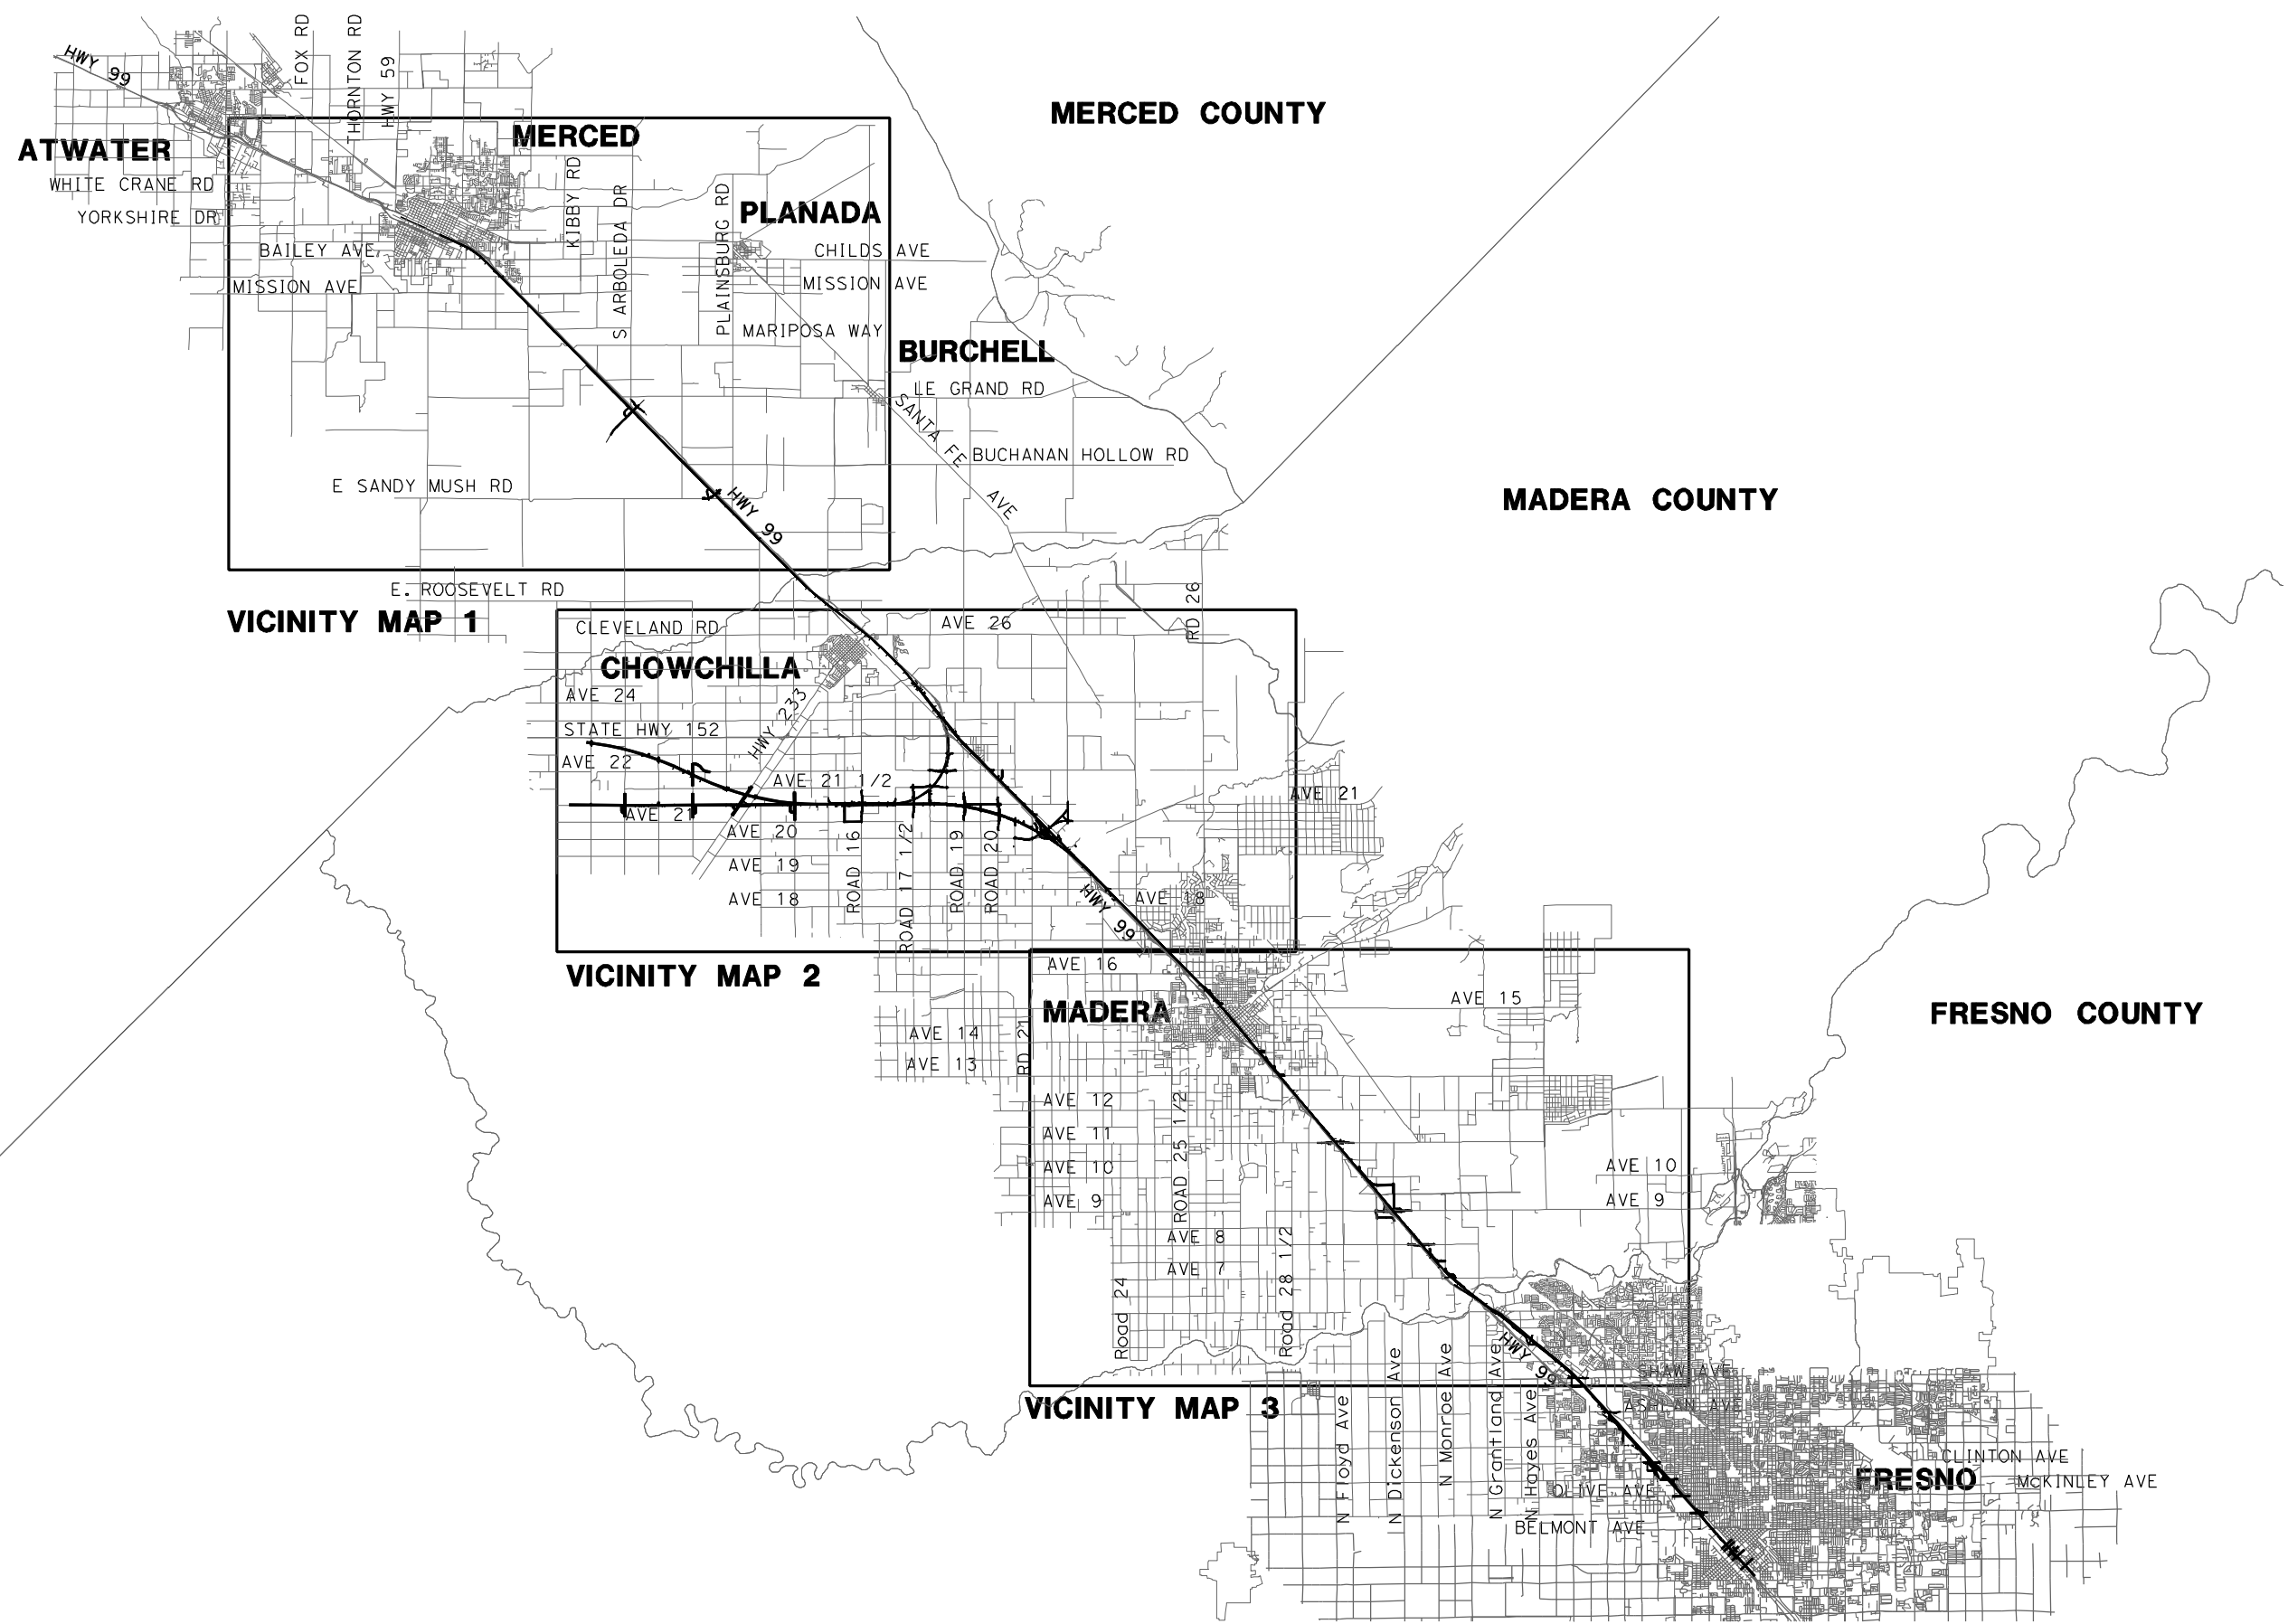 HWY 99
FOX RD
THORNTON RD
HWY 59
MERCED COUNTY
ATWATER
MERCED
WHITE CRANE RD
YORKSHIRE DR
KIBBY RD
S ARBOLEDA DR
PLAINSBURG RD
PLANADA
BAILEY AVE
CHILDS AVE
MISSION AVE
MISSION AVE
MARIPOSA WAY
BURCHELL
LE GRAND RD
SANTA FE AVE
BUCHANAN HOLLOW RD
E SANDY MUSH RD
HWY 99
MADERA COUNTY
E. ROOSEVELT RD
VICINITY MAP 1
CLEVELAND RD
AVE 26
RD 26
CHOWCHILLA
AVE 24
STATE HWY 152
HWY 233
AVE 22
AVE 21 1/2
AVE 21
AVE 21
AVE 20
AVE 19
AVE 18
ROAD 16
ROAD 17 1/2
ROAD 19
ROAD 20
HWY 99
AVE 18
VICINITY MAP 2
AVE 16
MADERA
AVE 15
FRESNO COUNTY
AVE 14
AVE 13
RD 21
AVE 12
AVE 11
AVE 10
AVE 9
ROAD 25 1/2
AVE 10
AVE 9
AVE 8
AVE 7
Road 24
Road 28 1/2
HWY 99
SHAW AVE
VICINITY MAP 3
ASHLAN AVE
N Floyd Ave
N Dickenson Ave
N Monroe Ave
N Grantland Ave
N Hayes Ave
CLINTON AVE
FRESNO
McKINLEY AVE
OLIVE AVE
BELMONT AVE